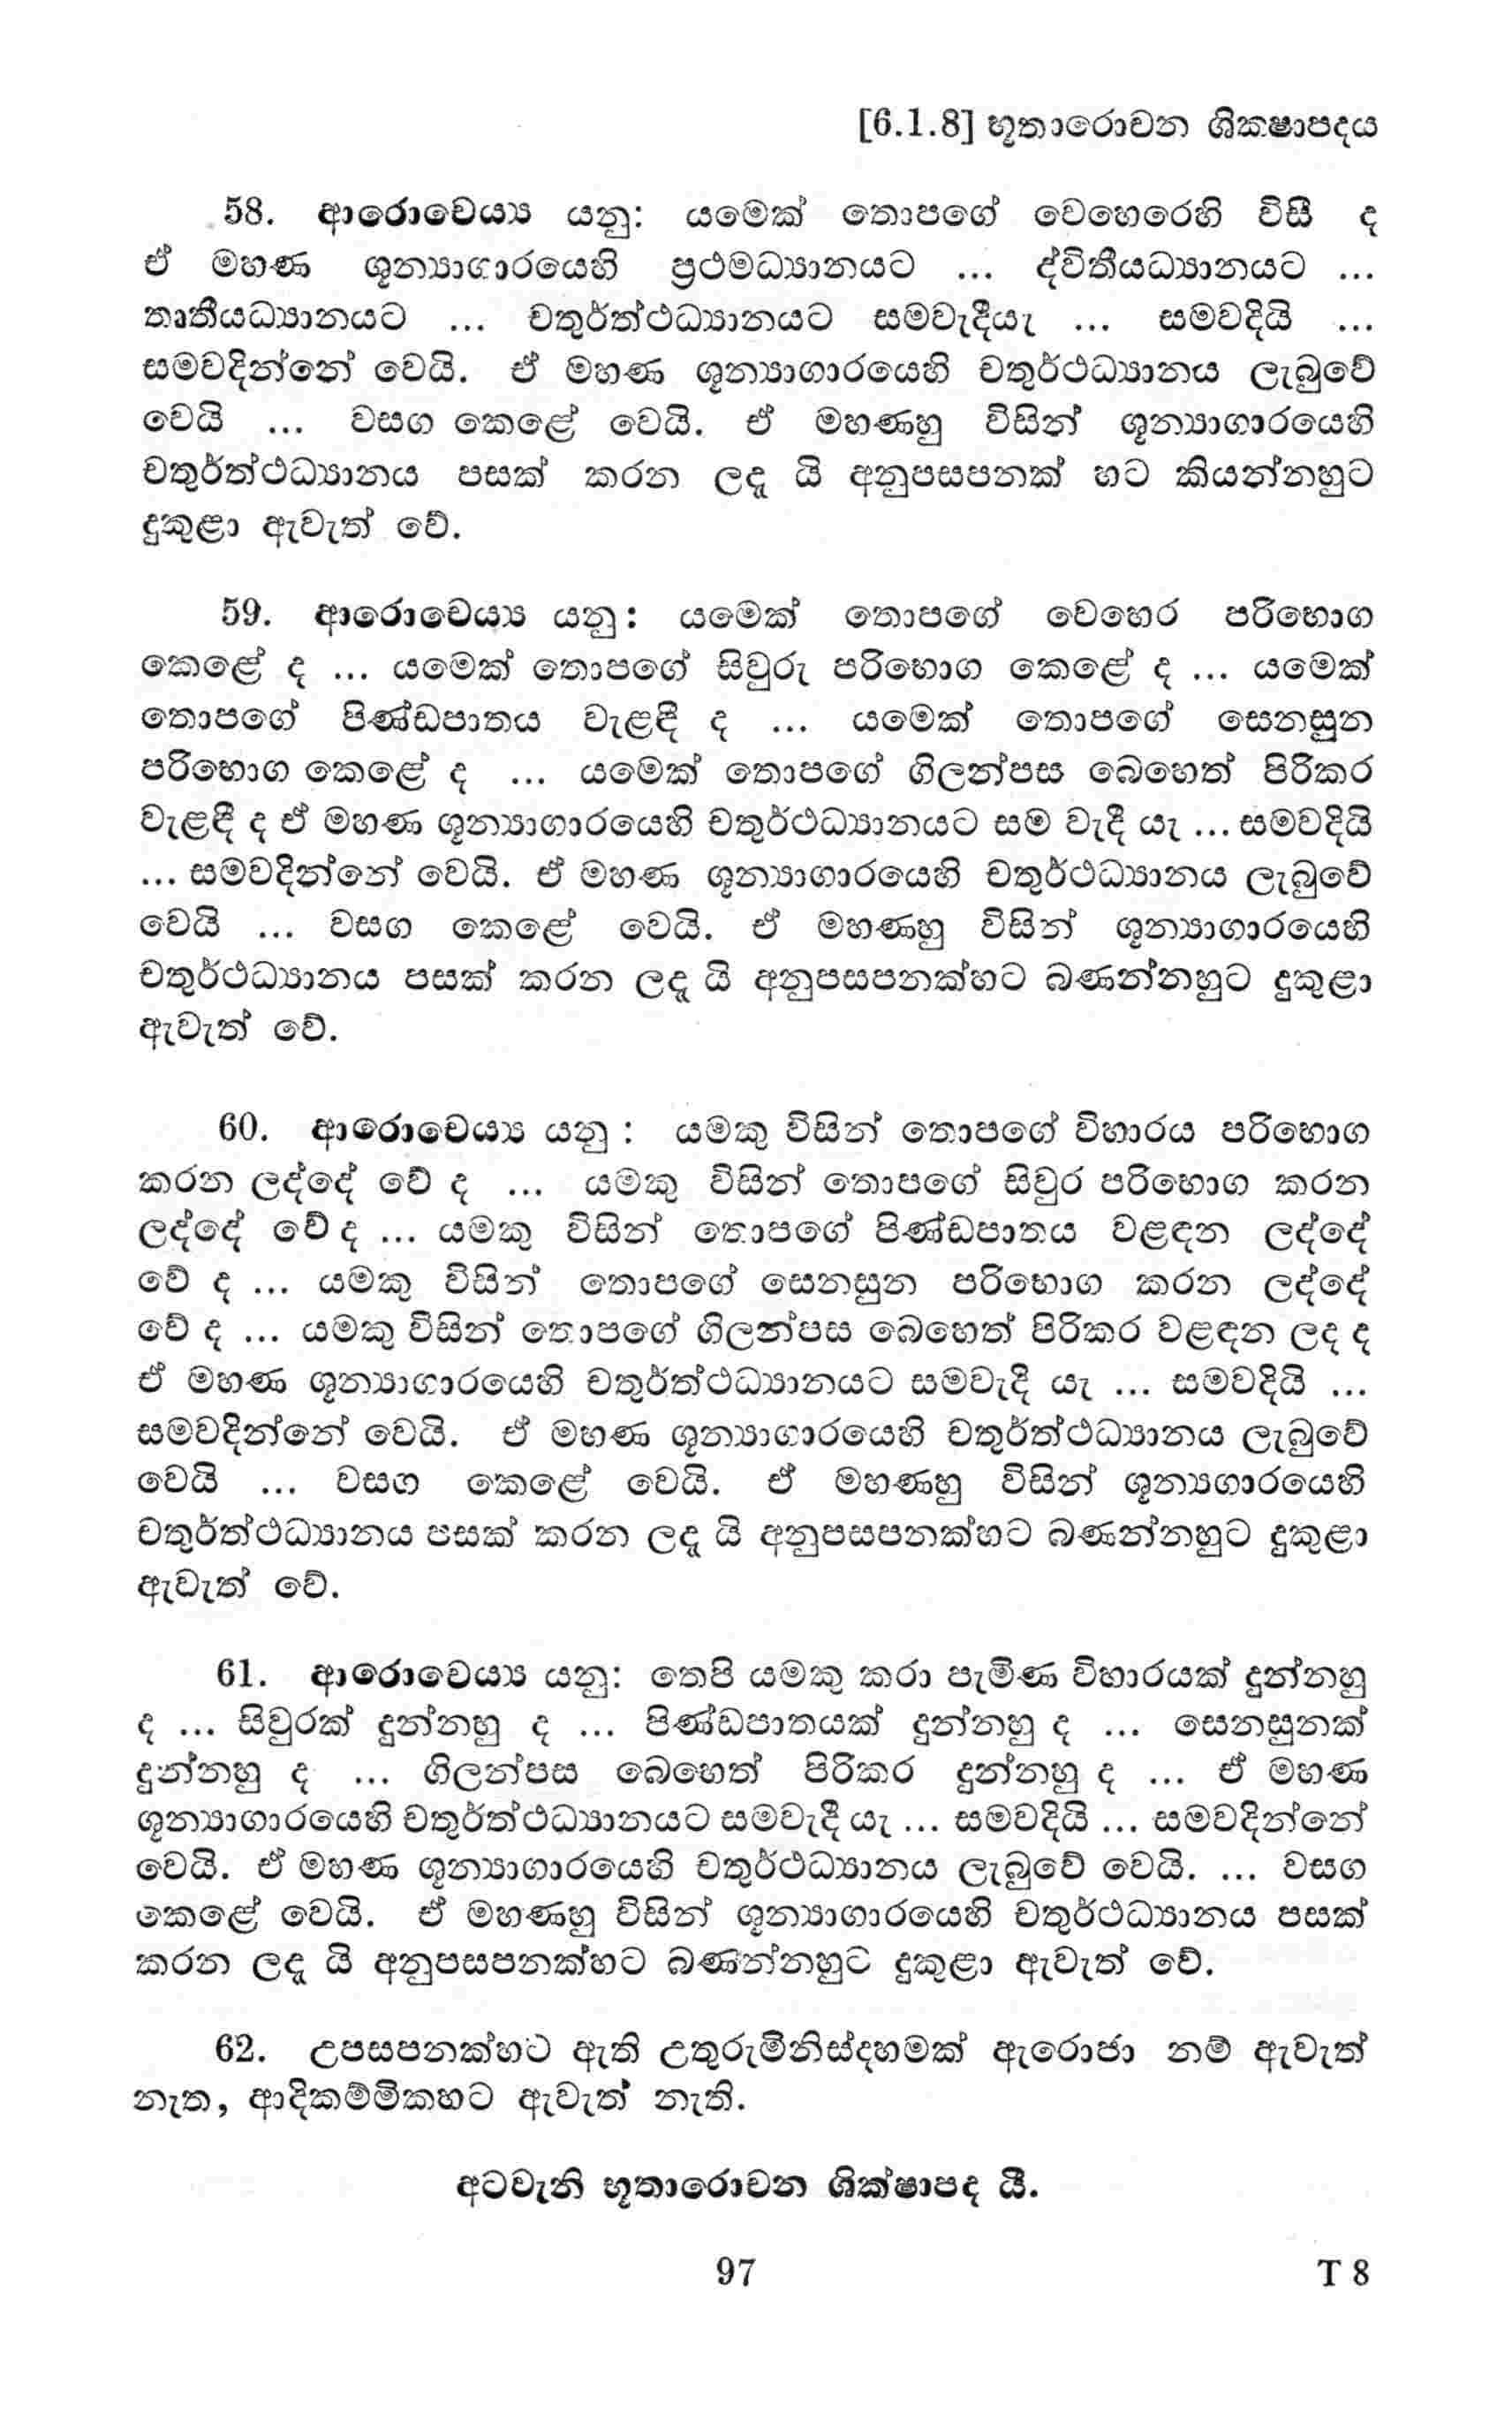 [6.1.8] භූතාරොචන ශික්‍ෂාපදය
58. ආරොචෙය්‍ය යනු: යමෙක් තොපගේ වෙහෙරෙහි විසී ද
ඒ මහණ ශූන්‍යාගාරයෙහි ප්‍රථමධ්‍යානයට ... ද්විතීයධ්‍යානයට ...
තෘතීයධ්‍යානයට ... චතුර්ත්ථධ්‍යානයට සමවැදීයැ ... සමවදියි ...
සමවදින්නේ වෙයි. ඒ මහණ ශූන්‍යාගාරයෙහි චතුර්ථධ්‍යානය ලැබුවේ
වෙයි ... වසග කෙළේ වෙයි. ඒ මහණහු විසින් ශූන්‍යාගාරයෙහි
චතුර්ත්ථධ්‍යානය පසක් කරන ලදැ යි අනුපසපනක් හට කියන්නහුට
දුකුළා ඇවැත් වේ.
59. ආරොචෙය්‍ය යනු: යමෙක් තොපගේ වෙහෙර පරිභොග
කෙළේ ද ... යමෙක් තොපගේ සිවුරු පරිභොග කෙළේ ද ... යමෙක්
තොපගේ පිණ්ඩපාතය වැළඳී ද ... යමෙක් තොපගේ සෙනසුන
පරිභොග කෙළේ ද ... යමෙක් තොපගේ ගිලන්පස බෙහෙත් පිරිකර
වැළඳී ද ඒ මහණ ශූන්‍යාගාරයෙහි චතුර්ථධ්‍යානයට සම වැදී යැ ... සමවදියි
... සමවදින්නේ වෙයි. ඒ මහණ ශූන්‍යාගාරයෙහි චතුර්ථධ්‍යානය ලැබුවේ
වෙයි ... වසග කෙළේ වෙයි. ඒ මහණහු විසින් ශූන්‍යාගාරයෙහි
චතුර්ථධ්‍යානය පසක් කරන ලදැ යි අනුපසපනක්හට බණන්නහුට දුකුළා
ඇවැත් වේ.
60. ආරොචෙය්‍ය යනු : යමකු විසින් තොපගේ විහාරය පරිභොග
කරන ලද්දේ වේ ද ... යමකු විසින් තොපගේ සිවුර පරිභොග කරන
ලද්දේ වේ ද ... යමකු විසින් තොපගේ පිණ්ඩපාතය වළඳන ලද්දේ
වේ ද ... යමකු විසින් තොපගේ සෙනසුන පරිභොග කරන ලද්දේ
වේ ද ... යමකු විසින් තොපගේ ගිලන්පස බෙහෙත් පිරිකර වළඳන ලද ද
ඒ මහණ ශූන්‍යාගාරයෙහි චතුර්ත්ථධ්‍යානයට සමවැදි යැ ... සමවදියි ...
සමවදින්නේ වෙයි. ඒ මහණ ශූන්‍යාගාරයෙහි චතුර්ත්ථධ්‍යානය ලැබුවේ
වෙයි ... වසග කෙළේ වෙයි. ඒ මහණහු විසින් ශූන්‍යගාරයෙහි
චතුර්ත්ථධ්‍යානය පසක් කරන ලදැ යි අනුපසපනක්හට බණන්නහුට දුකුළා
ඇවැත් වේ.
61. ආරොචෙය්‍ය යනු: තෙපි යමකු කරා පැමිණ විහාරයක් දුන්නහු
ද ... සිවුරක් දුන්නහු ද ... පිණ්ඩපාතයක් දුන්නහු ද ... සෙනසුනක්
දුන්නහු ද ... ගිලන්පස බෙහෙත් පිරිකර දුන්නහු ද ... ඒ මහණ
ශූන්‍යාගාරයෙහි චතුර්ත්ථධ්‍යානයට සමවැදී යැ ... සමවදියි ... සමවදින්නේ
වෙයි. ඒ මහණ ශූන්‍යාගාරයෙහි චතුර්ථධ්‍යානය ලැබුවේ වෙයි. ... වසග
කෙළේ වෙයි. ඒ මහණහු විසින් ශූන්‍යාගාරයෙහි චතුර්ථධ්‍යානය පසක්
කරන ලදැ යි අනුපසපනක්හට බණන්නහුට දුකුළා ඇවැත් වේ.
62. උපසපනක්හට ඇති උතුරුමිනිස්දහමක් ඇරොජා නම් ඇවැත්
නැත, ආදිකම්මිකහට ඇවැත් නැති.
අටවැනි භූතාරොචන ශික්ෂාපද යී.
97
T 8